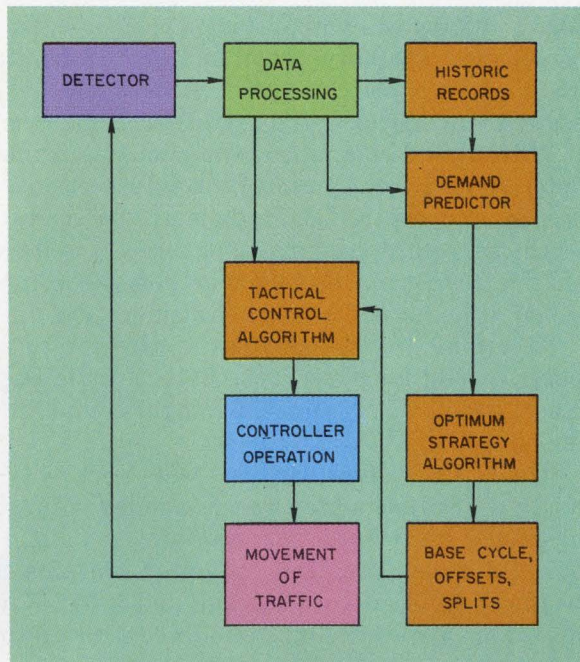 DETECTOR
DATA
PROCESSING
HISTORIC
RECORDS
DEMAND
PREDICTOR
TACTICAL
CONTROL
ALGORITHM
CONTROLLER
OPERATION
OPTIMUM
STRATEGY
ALGORITHM
MOVEMENT
OF
TRAFFIC
BASE CYCLE,
OFFSETS,
SPLITS